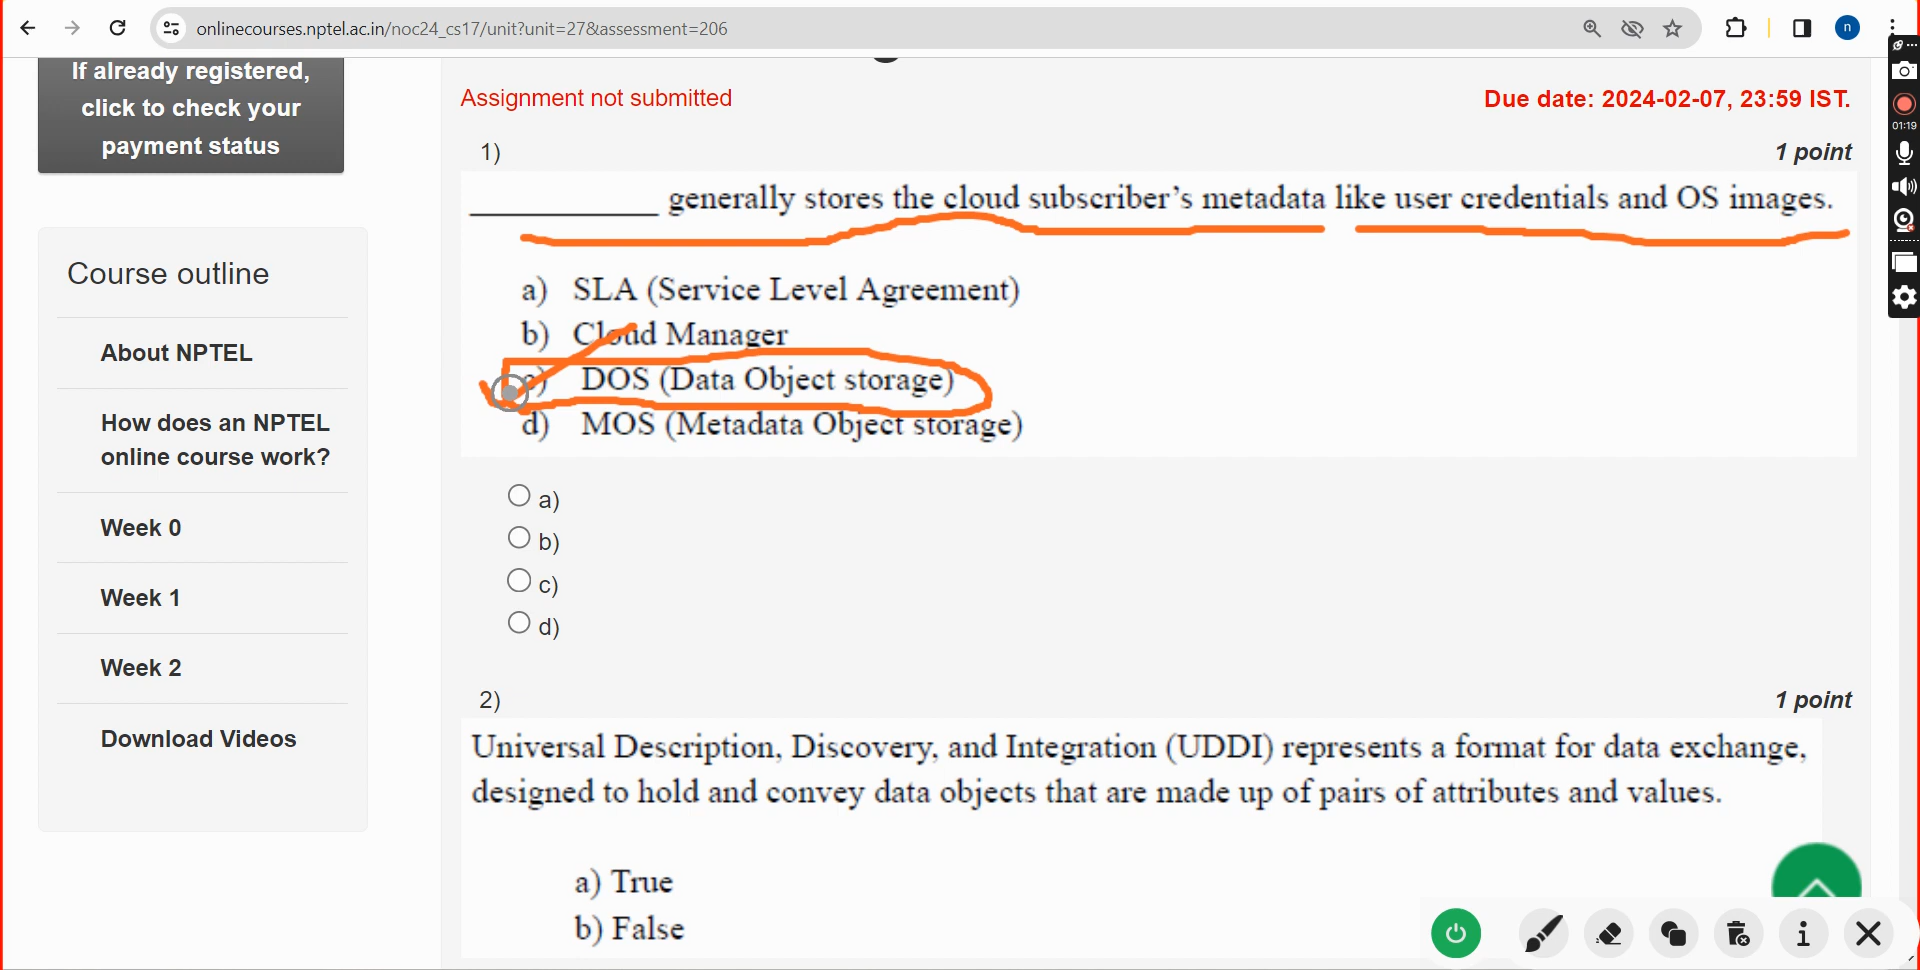 onlinecourses.nptel.ac.in/noc24_cs17/unit?unit=27&assessment=206
n
If already registered,
click to check your
payment status
Course outline
About NPTEL
How does an NPTEL
online course work?
Week 0
Week 1
Week 2
Download Videos
Assignment not submitted
Due date: 2024-02-07, 23:59 IST.
1)
1 point
__________ generally stores the cloud subscriber's metadata like user credentials and OS images.
a) SLA (Service Level Agreement)
b) Cloud Manager
c) DOS (Data Object storage)
d) MOS (Metadata Object storage)
a)
b)
c)
d)
2)
1 point
Universal Description, Discovery, and Integration (UDDI) represents a format for data exchange,
designed to hold and convey data objects that are made up of pairs of attributes and values.
a) True
b) False
01:19